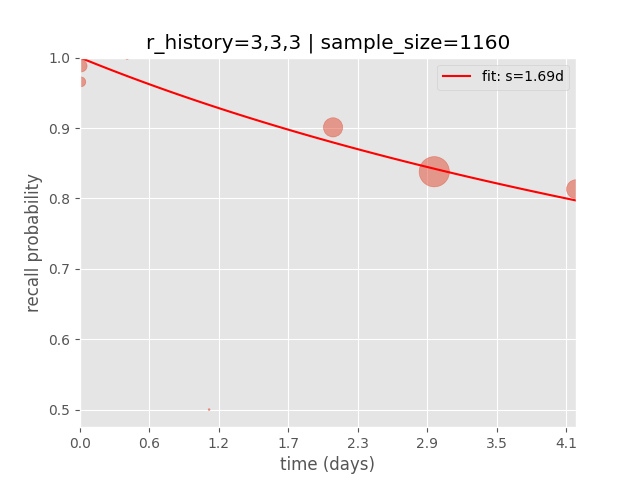 r_history=3,3,3 | sample_size=1160
fit: s=1.69d
1.0
0.9
0.8
0.7
0.6
0.5
recall probability
0.0 0.6 1.2 1.7 2.3 2.9 3.5 4.1
time (days)